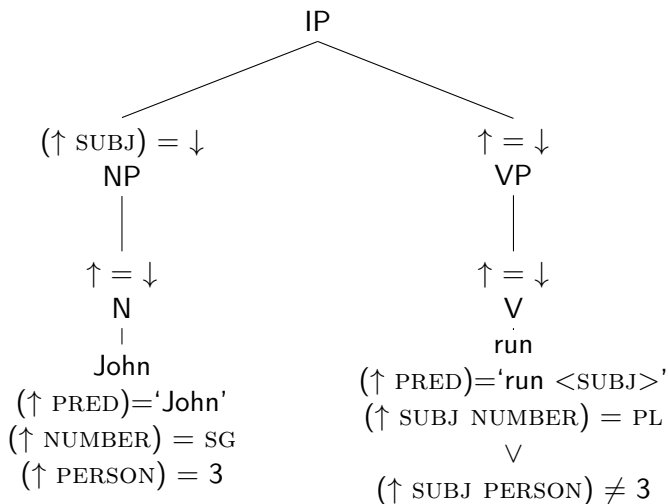 IP
(↑ SUBJ) = ↓
NP
↑ = ↓
VP
↑ = ↓
N
↑ = ↓
V
John
(↑ PRED)=‘John’
(↑ NUMBER) = SG
(↑ PERSON) = 3
run
(↑ PRED)=‘run <SUBJ>’
(↑ SUBJ NUMBER) = PL
∨
(↑ SUBJ PERSON) ≠ 3